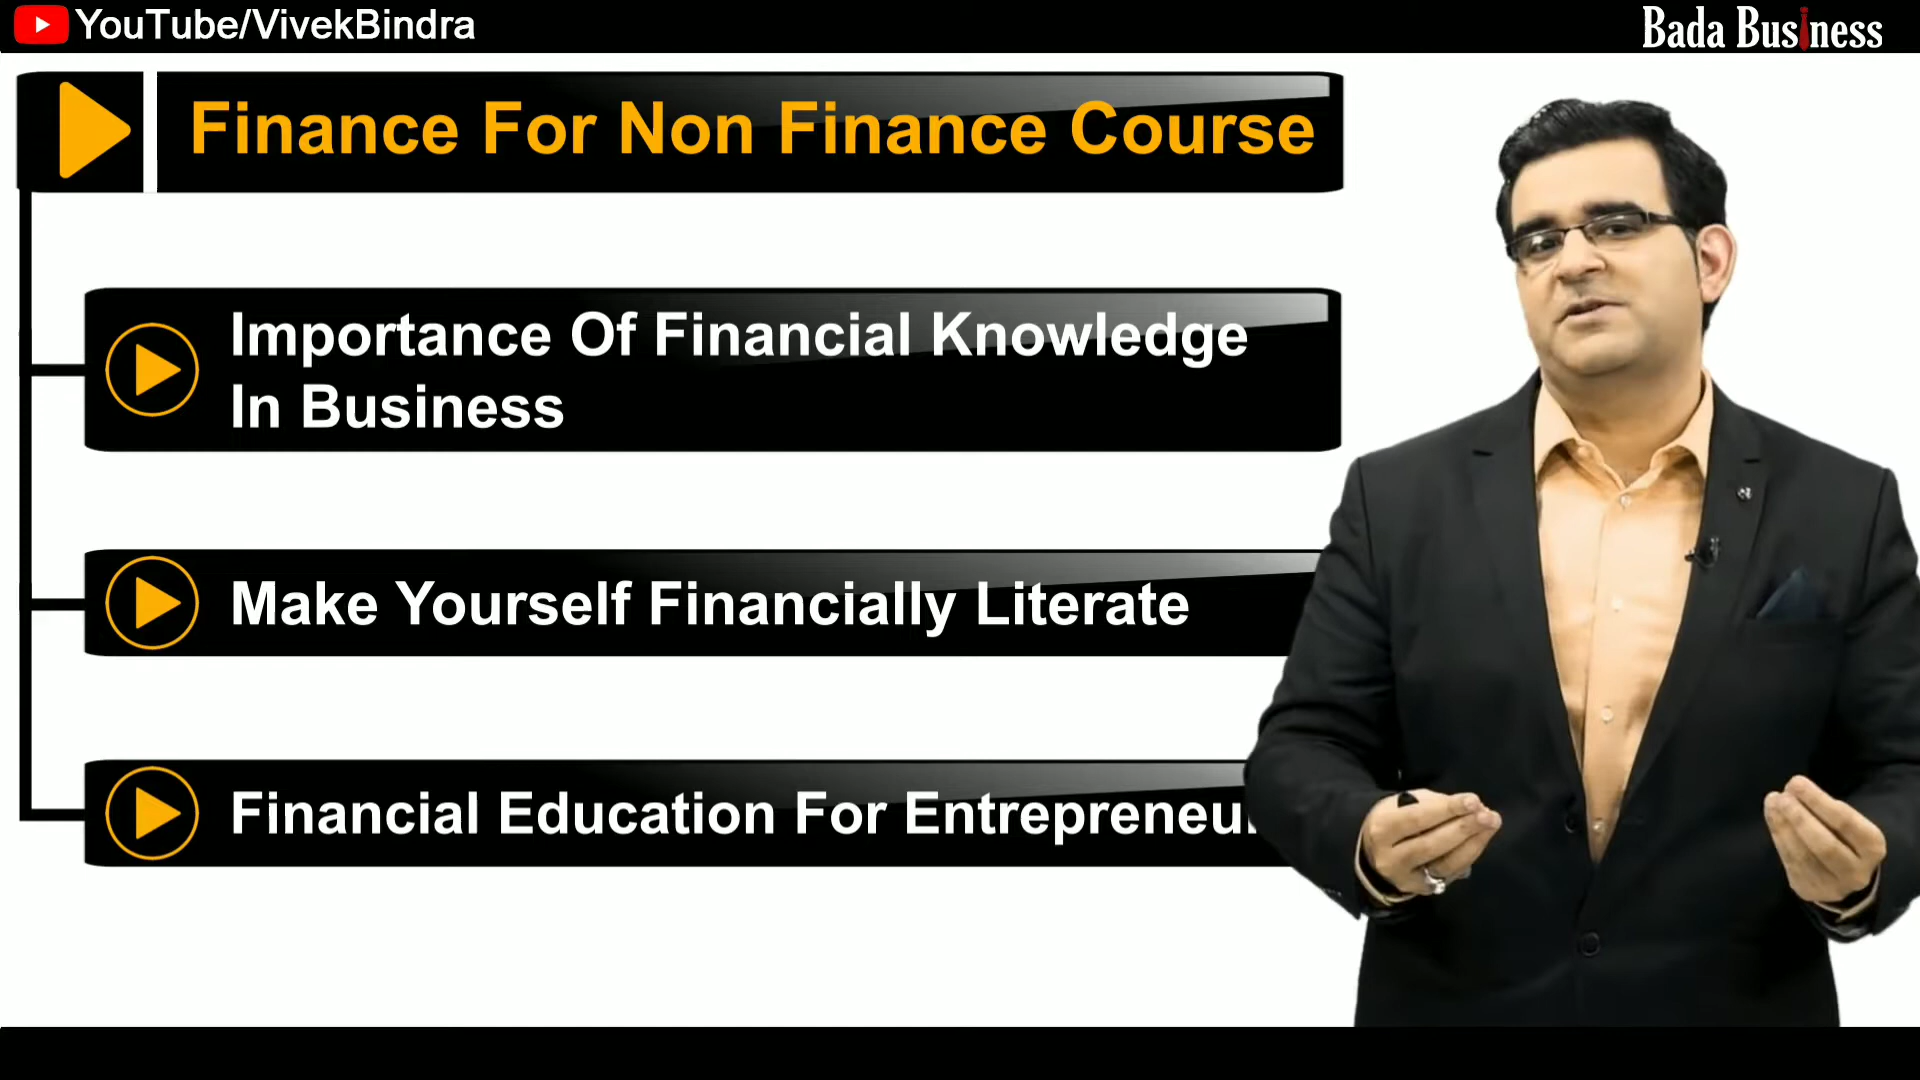 YouTube/VivekBindra
Bada Business
Finance For Non Finance Course
Importance Of Financial Knowledge
In Business
Make Yourself Financially Literate
Financial Education For